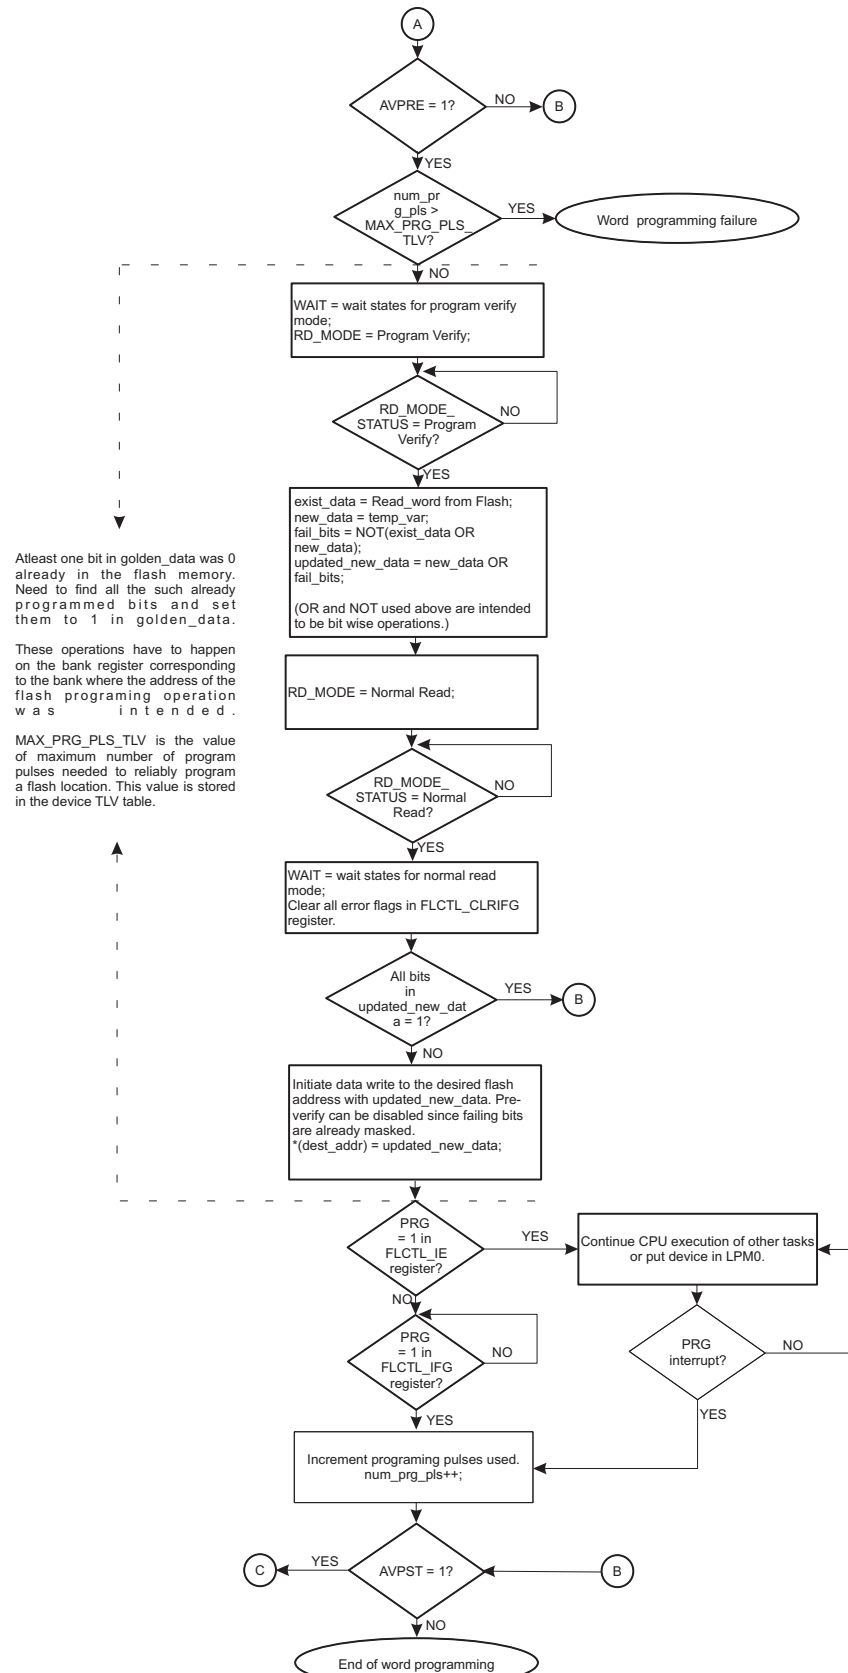 A
AVPRE = 1?
NO
B
YES
num_pr
g_pls >
MAX_PRG_PLS_
TLV?
YES
Word programming failure
NO
WAIT = wait states for program verify
mode;
RD_MODE = Program Verify;
RD_MODE_
STATUS = Program
Verify?
NO
YES
exist_data = Read_word from Flash;
new_data = temp_var;
fail_bits = NOT(exist_data OR
new_data);
updated_new_data = new_data OR
fail_bits;
(OR and NOT used above are intended
to be bit wise operations.)
Atleast one bit in golden_data was 0
already in the flash memory.
Need to find all the such already
programmed bits and set
them to 1 in golden_data.
These operations have to happen
on the bank register corresponding
to the bank where the address of the
flash programing operation
was intended.
MAX_PRG_PLS_TLV is the value
of maximum number of program
pulses needed to reliably program
a flash location. This value is stored
in the device TLV table.
RD_MODE = Normal Read;
RD_MODE_
STATUS = Normal
Read?
NO
YES
WAIT = wait states for normal read
mode;
Clear all error flags in FLCTL_CLRIFG
register.
All bits
in
updated_new_dat
a = 1?
YES
B
NO
Initiate data write to the desired flash
address with updated_new_data. Pre-
verify can be disabled since failing bits
are already masked.
*(dest_addr) = updated_new_data;
PRG
= 1 in
FLCTL_IE
register?
YES
Continue CPU execution of other tasks
or put device in LPM0.
NO
PRG
= 1 in
FLCTL_IFG
register?
NO
PRG
interrupt?
NO
YES
YES
Increment programing pulses used.
num_prg_pls++;
C
YES
AVPST = 1?
B
NO
End of word programming